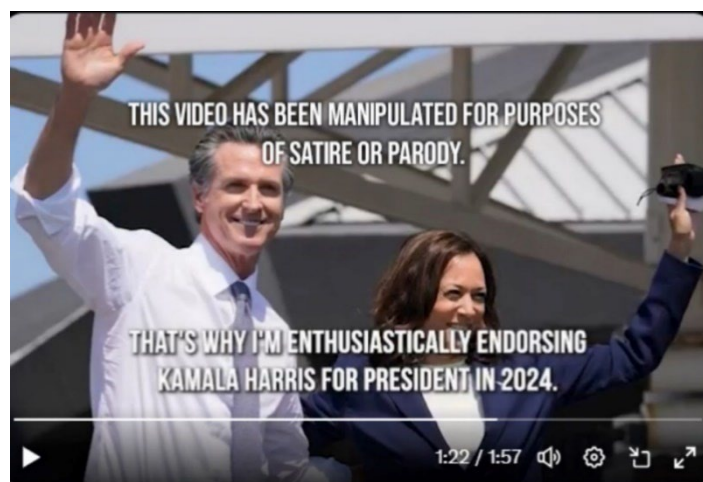 THIS VIDEO HAS BEEN MANIPULATED FOR PURPOSES
OF SATIRE OR PARODY.
THAT'S WHY I'M ENTHUSIASTICALLY ENDORSING
KAMALA HARRIS FOR PRESIDENT IN 2024.
1:22 / 1:57